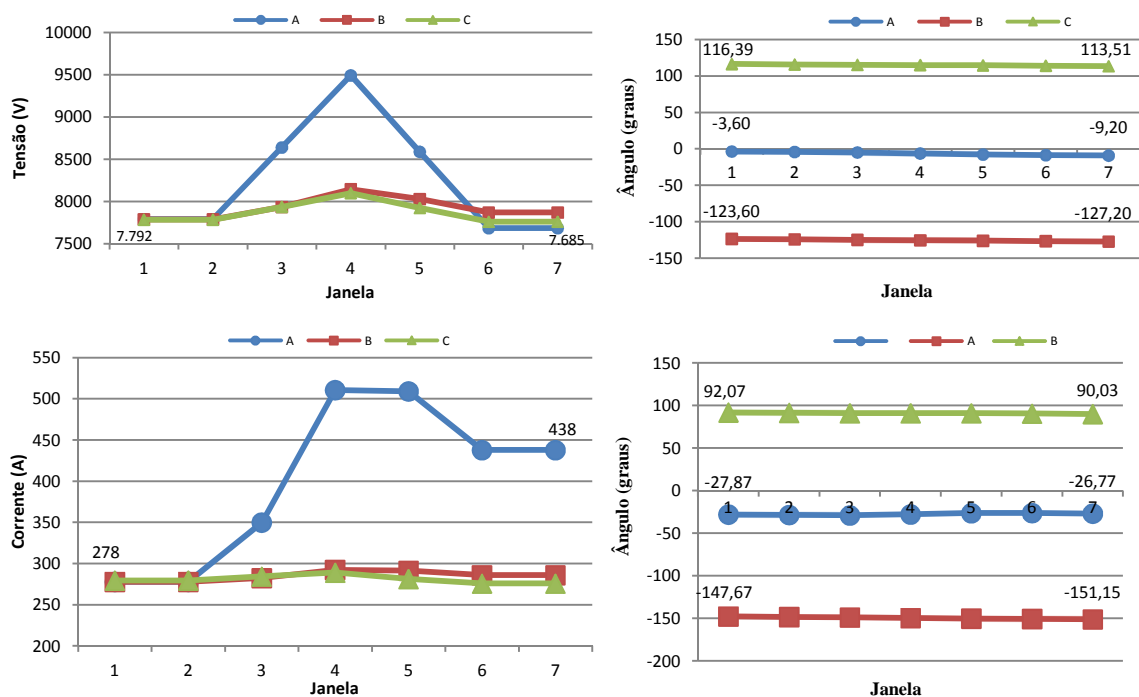 A B C
10000
9500
9000
8500
8000
7500
Tensão (V)
7.792
7.685
1 2 3 4 5 6 7
Janela
A B C
150
100
50
0
-50
-100
-150
Ângulo (graus)
116,39
113,51
-3,60
-9,20
-123,60
-127,20
1 2 3 4 5 6 7
Janela
A B C
550
500
450
400
350
300
250
200
Corrente (A)
278
438
1 2 3 4 5 6 7
Janela
A B
150
100
50
0
-50
-100
-150
-200
Ângulo (graus)
92,07
90,03
-27,87
-26,77
-147,67
-151,15
1 2 3 4 5 6 7
Janela